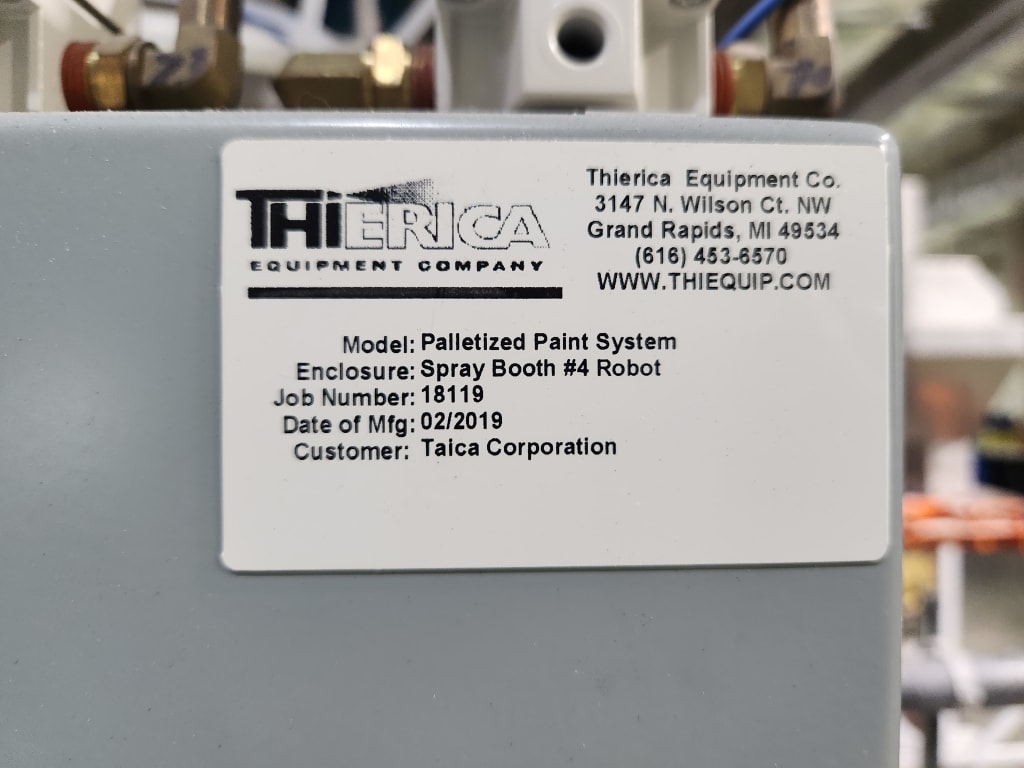 THIERICA
EQUIPMENT COMPANY
Thierica Equipment Co.
3147 N. Wilson Ct. NW
Grand Rapids, MI 49534
(616) 453-6570
WWW.THIEQUIP.COM
Model: Palletized Paint System
Enclosure: Spray Booth #4 Robot
Job Number: 18119
Date of Mfg: 02/2019
Customer: Taica Corporation